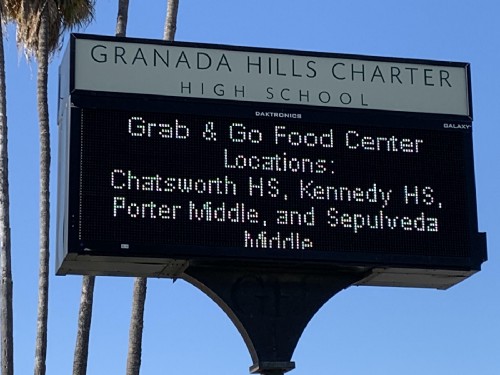 GRANADA HILLS CHARTER
HIGH SCHOOL
DAKTRONICS
GALAXY
Grab & Go Food Center
Locations:
Chatsworth HS, Kennedy HS,
Porter Middle, and Sepulveda
Middle